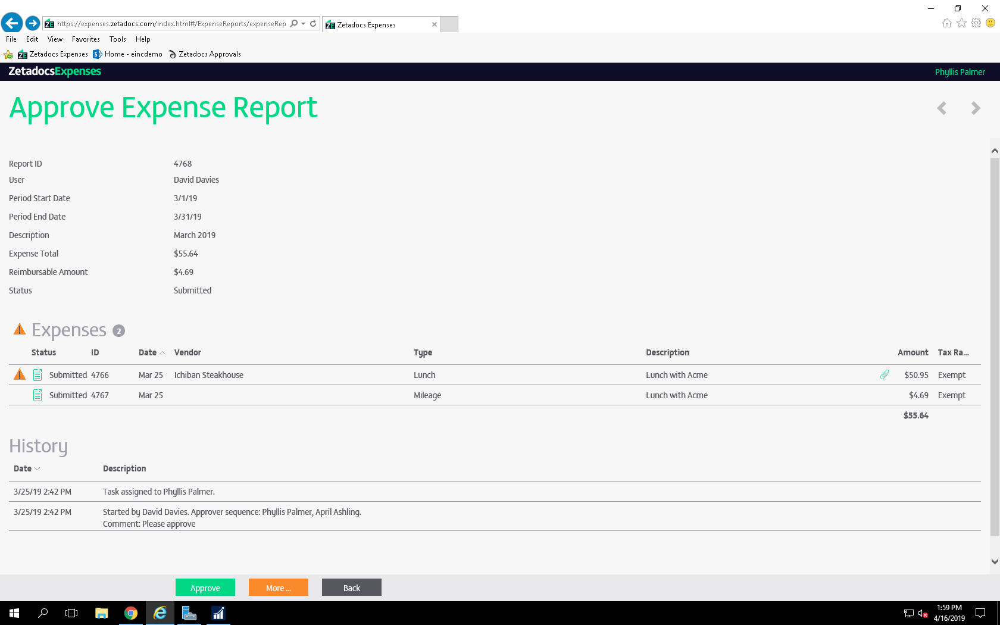 https://expenses.zetadocs.com/index.html#/ExpenseReports/expenseRep
Zetadocs Expenses
File Edit View Favorites Tools Help
Zetadocs Expenses Home - eincdemo Zetadocs Approvals
ZetadocsExpenses
Phyllis Palmer
Approve Expense Report
Report ID 4768
User David Davies
Period Start Date 3/1/19
Period End Date 3/31/19
Description March 2019
Expense Total $55.64
Reimbursable Amount $4.69
Status Submitted
Expenses 2
Status ID Date Vendor Type Description Amount Tax Ra...
Submitted 4766 Mar 25 Ichiban Steakhouse Lunch Lunch with Acme $50.95 Exempt
Submitted 4767 Mar 25 Mileage Lunch with Acme $4.69 Exempt
$55.64
History
Date Description
3/25/19 2:42 PM Task assigned to Phyllis Palmer.
3/25/19 2:42 PM Started by David Davies. Approver sequence: Phyllis Palmer, April Ashling.
Comment: Please approve
Approve More ... Back
1:59 PM
4/16/2019